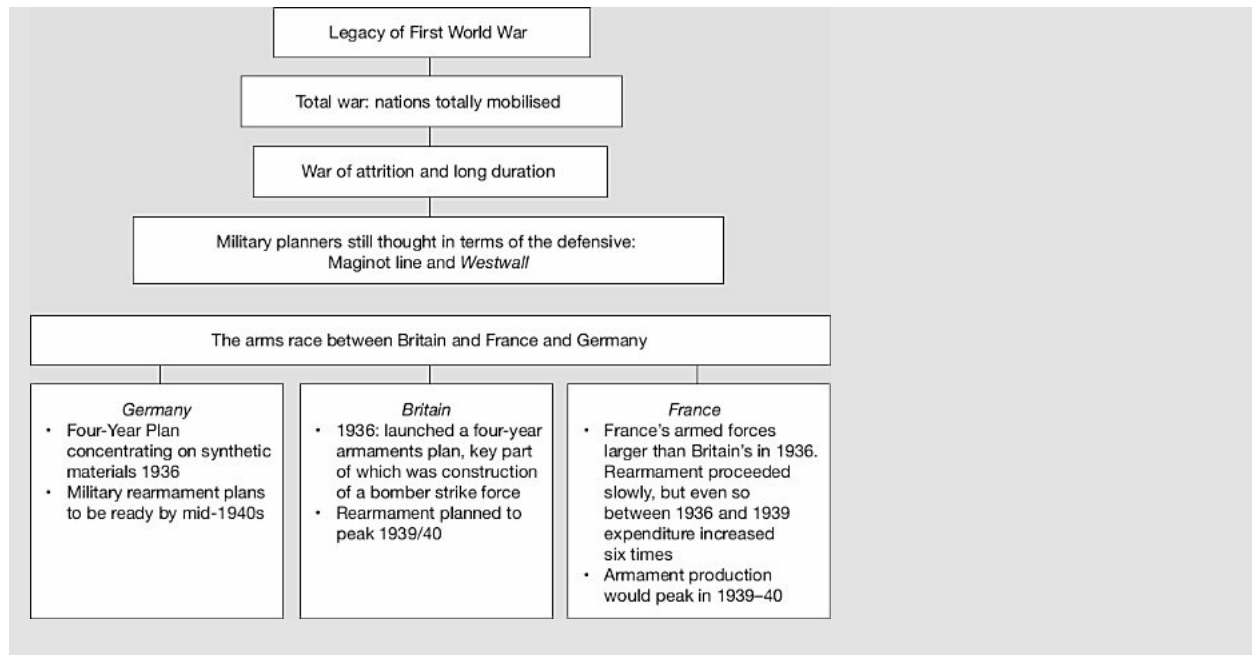 Legacy of First World War
Total war: nations totally mobilised
War of attrition and long duration
Military planners still thought in terms of the defensive:
Maginot line and Westwall
The arms race between Britain and France and Germany
Germany
• Four-Year Plan
concentrating on synthetic
materials 1936
• Military rearmament plans
to be ready by mid-1940s
Britain
• 1936: launched a four-year
armaments plan, key part
of which was construction
of a bomber strike force
• Rearmament planned to
peak 1939/40
France
• France's armed forces
larger than Britain's in 1936.
Rearmament proceeded
slowly, but even so
between 1936 and 1939
expenditure increased
six times
• Armament production
would peak in 1939–40